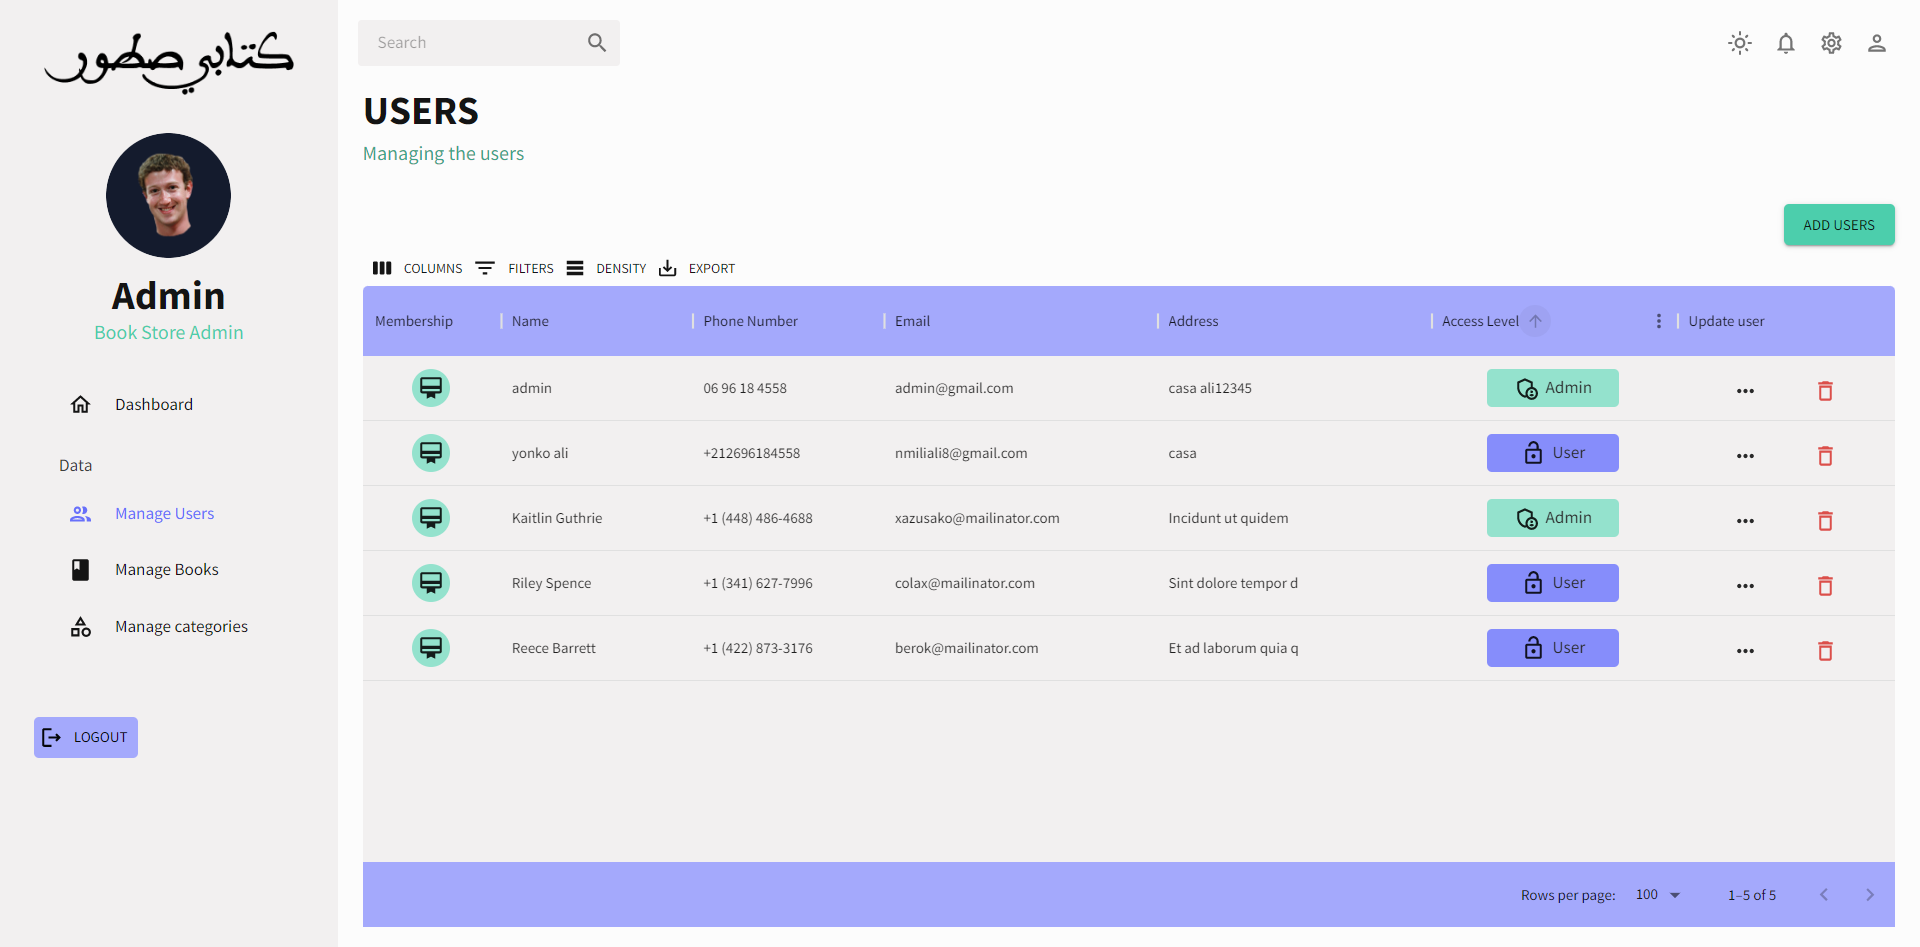 كتابي صطور
Search
USERS
Managing the users
Admin
Book Store Admin
Dashboard
Data
Manage Users
Manage Books
Manage categories
LOGOUT
ADD USERS
COLUMNS FILTERS DENSITY EXPORT
Membership Name Phone Number Email Address Access Level Update user
admin 06 96 18 4558 admin@gmail.com casa ali12345 Admin
yonko ali +212696184558 nmiliali8@gmail.com casa User
Kaitlin Guthrie +1 (448) 486-4688 xazusako@mailinator.com Incidunt ut quidem Admin
Riley Spence +1 (341) 627-7996 colax@mailinator.com Sint dolore tempor d User
Reece Barrett +1 (422) 873-3176 berok@mailinator.com Et ad laborum quia q User
Rows per page: 100 1–5 of 5